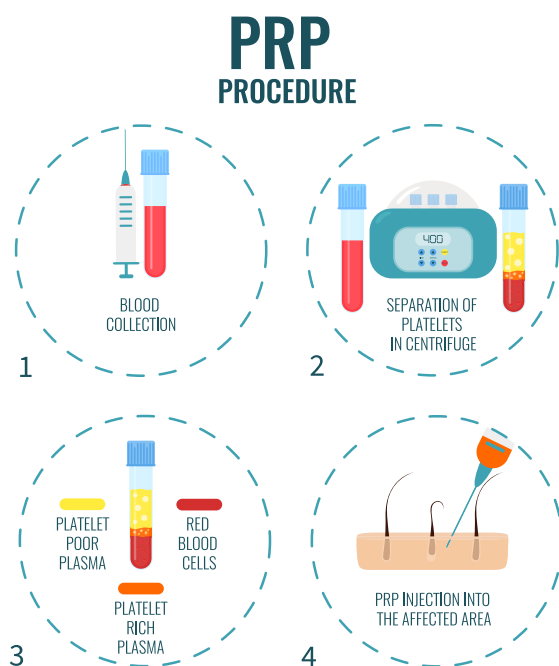 PRP
PROCEDURE
BLOOD
COLLECTION
1
400
SEPARATION OF
PLATELETS
IN CENTRIFUGE
2
PLATELET
POOR
PLASMA
RED
BLOOD
CELLS
PLATELET
RICH
PLASMA
3
PRP INJECTION INTO
THE AFFECTED AREA
4